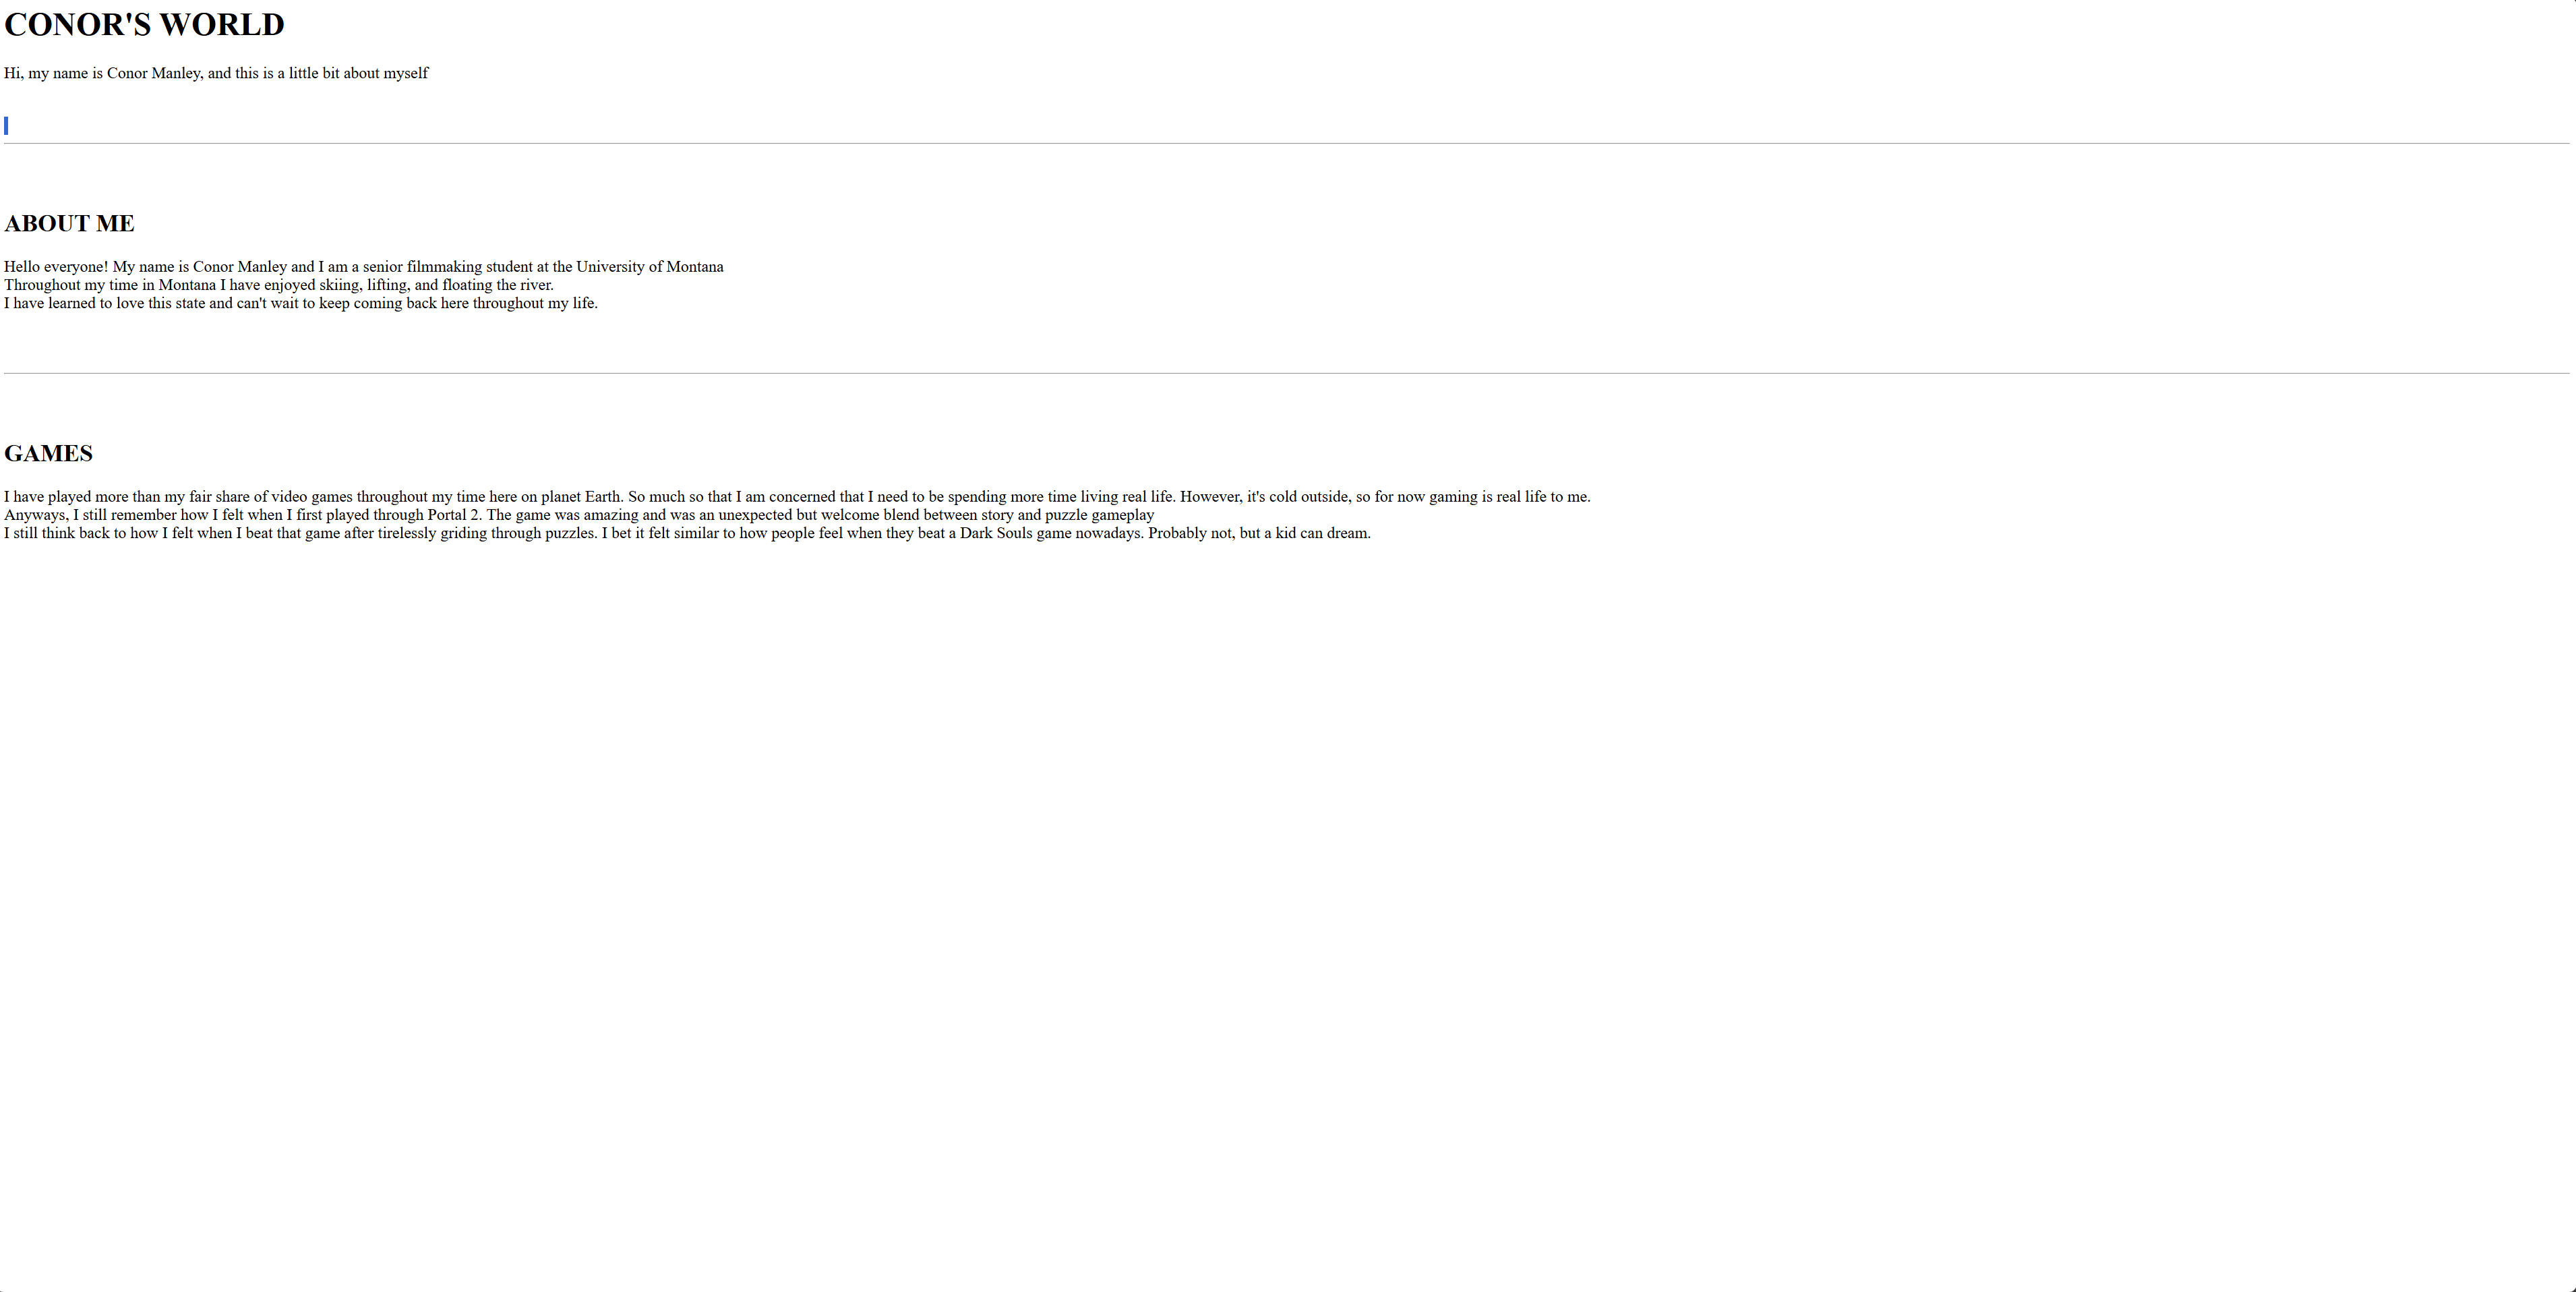 CONOR'S WORLD
Hi, my name is Conor Manley, and this is a little bit about myself
ABOUT ME
Hello everyone! My name is Conor Manley and I am a senior filmmaking student at the University of Montana
Throughout my time in Montana I have enjoyed skiing, lifting, and floating the river.
I have learned to love this state and can't wait to keep coming back here throughout my life.
GAMES
I have played more than my fair share of video games throughout my time here on planet Earth. So much so that I am concerned that I need to be spending more time living real life. However, it's cold outside, so for now gaming is real life to me.
Anyways, I still remember how I felt when I first played through Portal 2. The game was amazing and was an unexpected but welcome blend between story and puzzle gameplay
I still think back to how I felt when I beat that game after tirelessly griding through puzzles. I bet it felt similar to how people feel when they beat a Dark Souls game nowadays. Probably not, but a kid can dream.